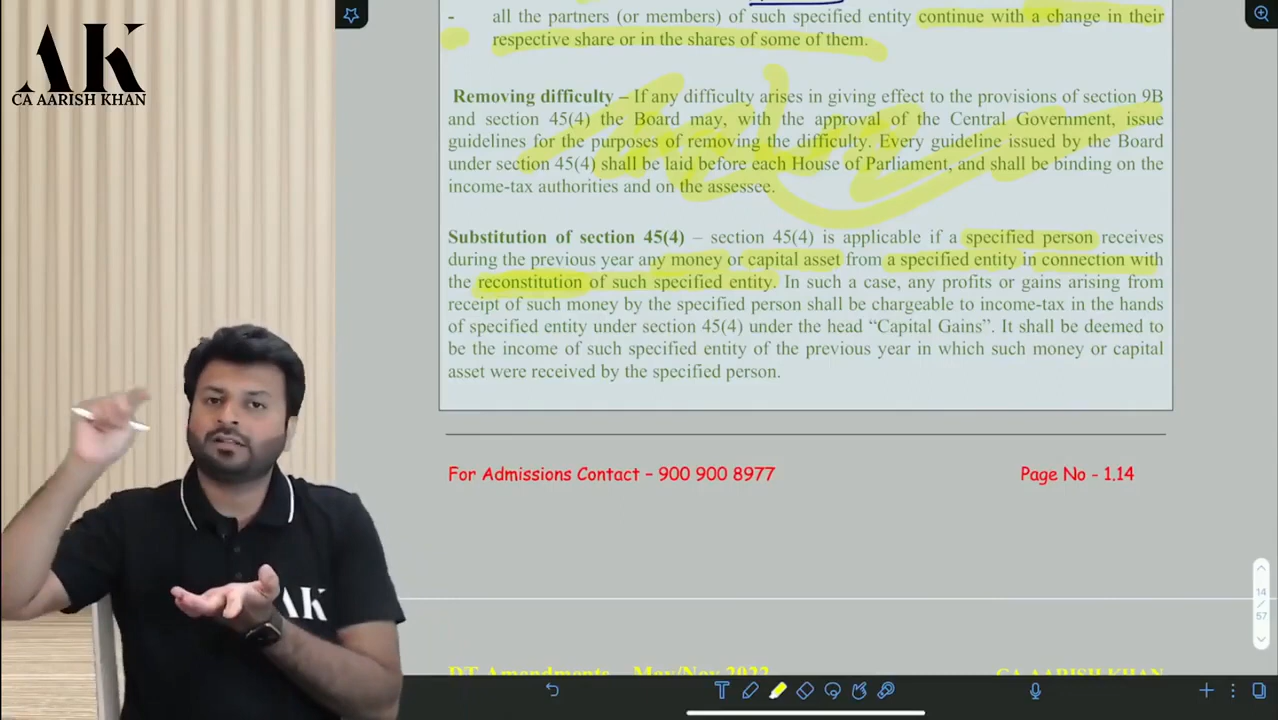 AK
CA AARISH KHAN
- all the partners (or members) of such specified entity continue with a change in their
respective share or in the shares of some of them.
Removing difficulty – If any difficulty arises in giving effect to the provisions of section 9B
and section 45(4) the Board may, with the approval of the Central Government, issue
guidelines for the purposes of removing the difficulty. Every guideline issued by the Board
under section 45(4) shall be laid before each House of Parliament, and shall be binding on the
income-tax authorities and on the assessee.
Substitution of section 45(4) – section 45(4) is applicable if a specified person receives
during the previous year any money or capital asset from a specified entity in connection with
the reconstitution of such specified entity. In such a case, any profits or gains arising from
receipt of such money by the specified person shall be chargeable to income-tax in the hands
of specified entity under section 45(4) under the head “Capital Gains”. It shall be deemed to
be the income of such specified entity of the previous year in which such money or capital
asset were received by the specified person.
For Admissions Contact – 900 900 8977 Page No - 1.14
14
/
57
AK
DT Amendments – May/Nov 2022 CA AARISH KHAN
T